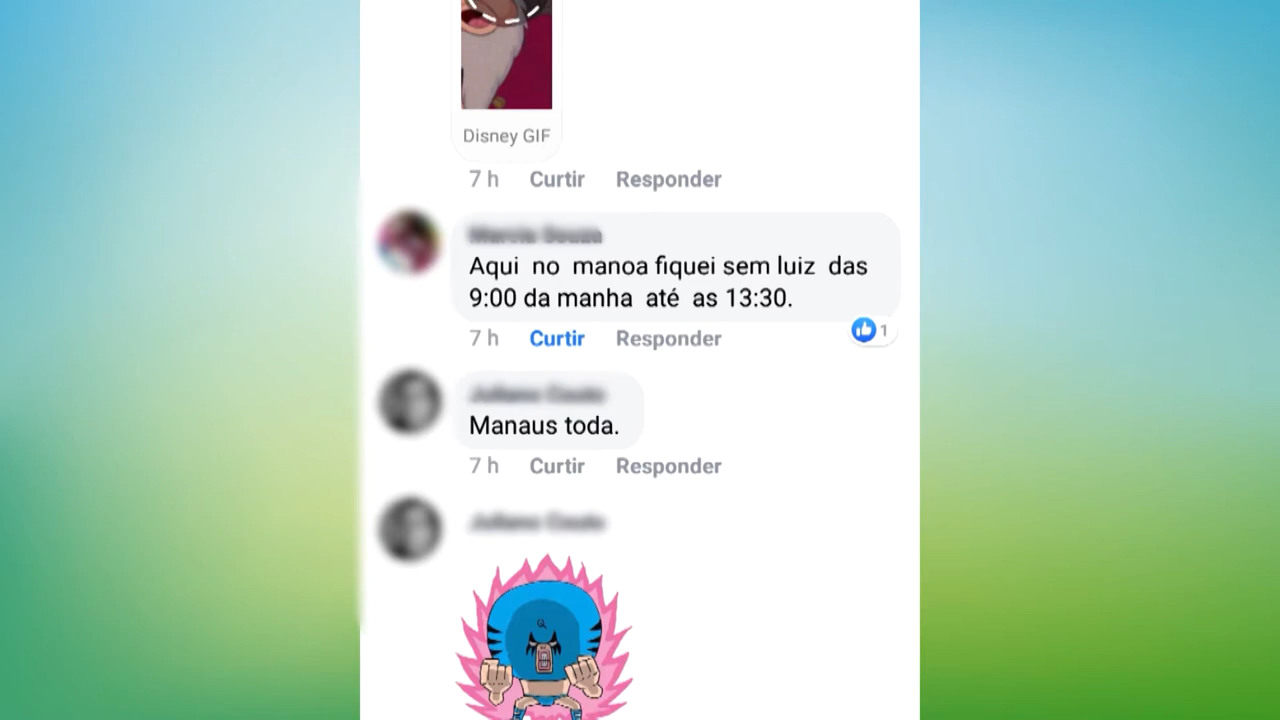 Disney GIF
7 h Curtir Responder
Aqui no manoa fiquei sem luiz das
9:00 da manha até as 13:30.
7 h Curtir Responder 1
Manaus toda.
7 h Curtir Responder